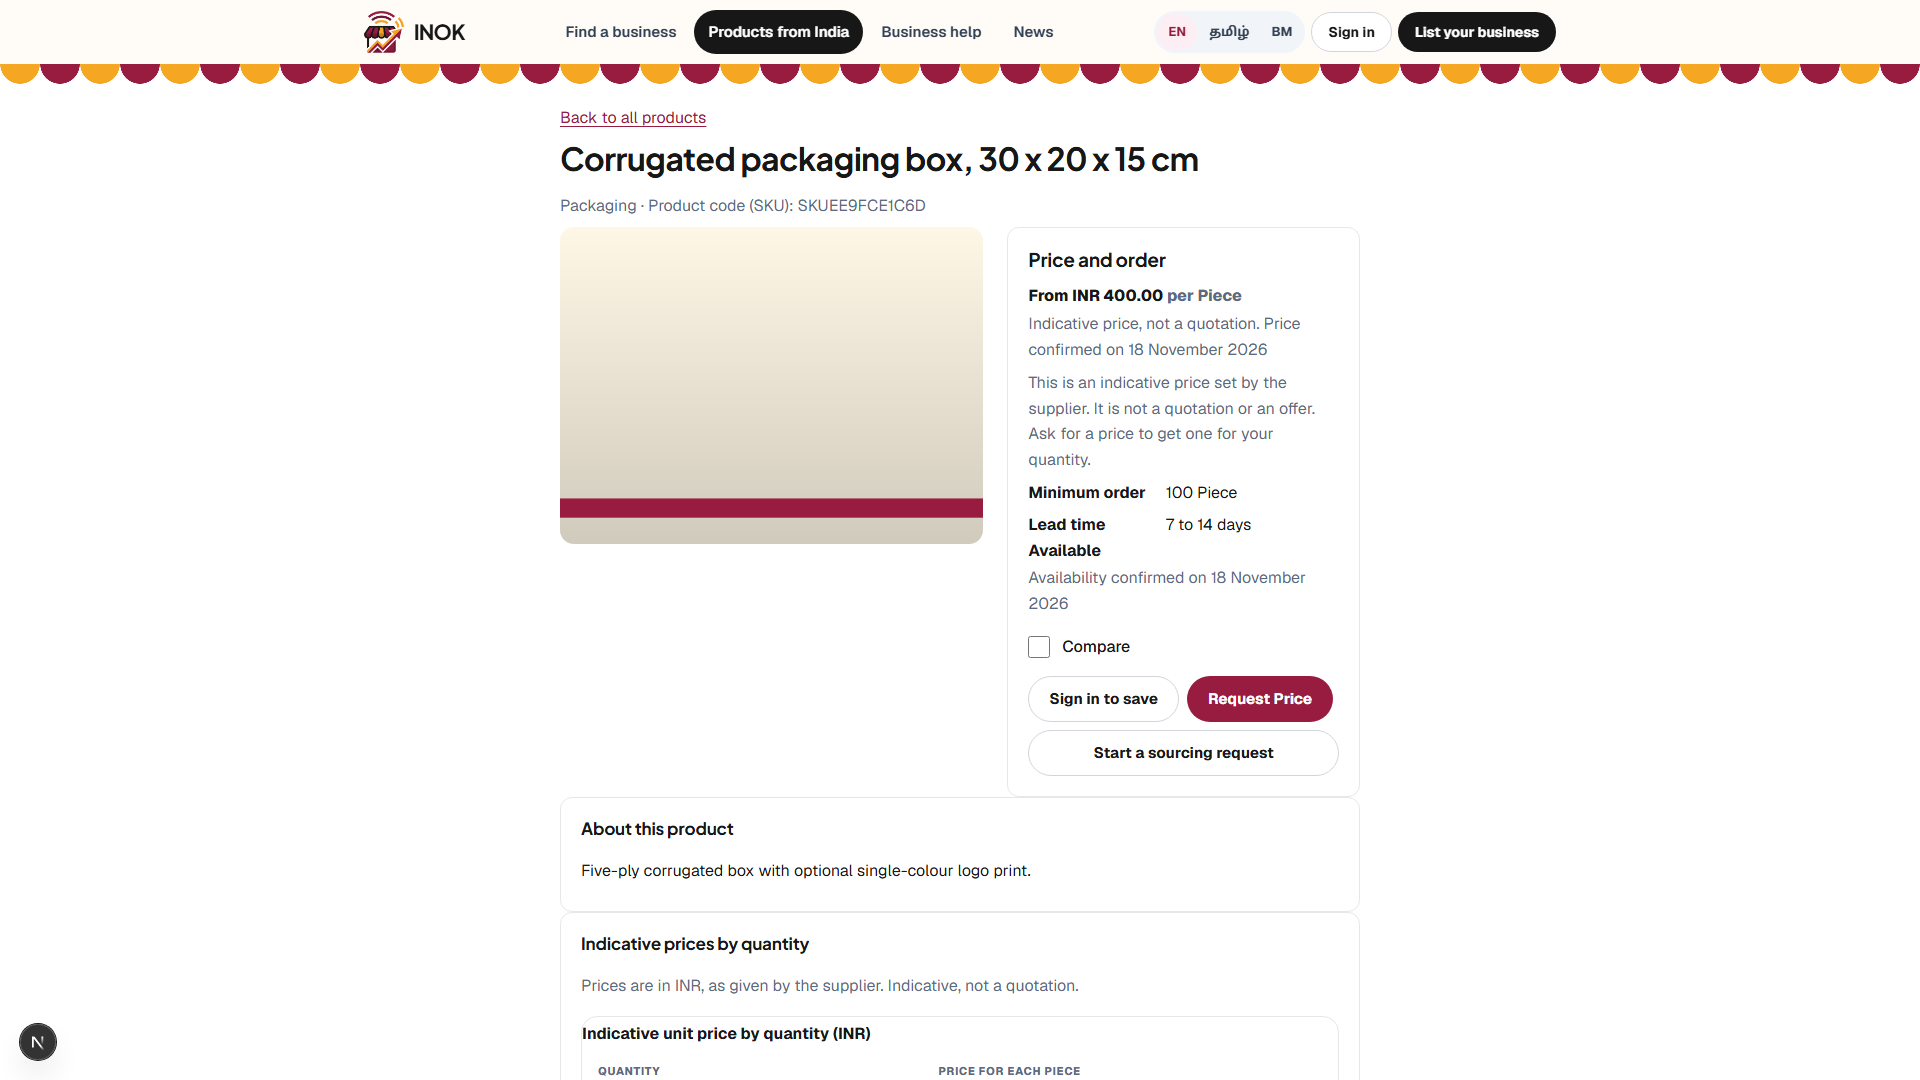 INOK
Find a business
Products from India
Business help
News
EN
தமிழ்
BM
Sign in
List your business
Back to all products
Corrugated packaging box, 30 x 20 x 15 cm
Packaging · Product code (SKU): SKUEE9FCE1C6D
Price and order
From INR 400.00 per Piece
Indicative price, not a quotation. Price
confirmed on 18 November 2026
This is an indicative price set by the
supplier. It is not a quotation or an offer.
Ask for a price to get one for your
quantity.
Minimum order 100 Piece
Lead time 7 to 14 days
Available
Availability confirmed on 18 November
2026
Compare
Sign in to save
Request Price
Start a sourcing request
About this product
Five-ply corrugated box with optional single-colour logo print.
Indicative prices by quantity
Prices are in INR, as given by the supplier. Indicative, not a quotation.
Indicative unit price by quantity (INR)
QUANTITY PRICE FOR EACH PIECE
N